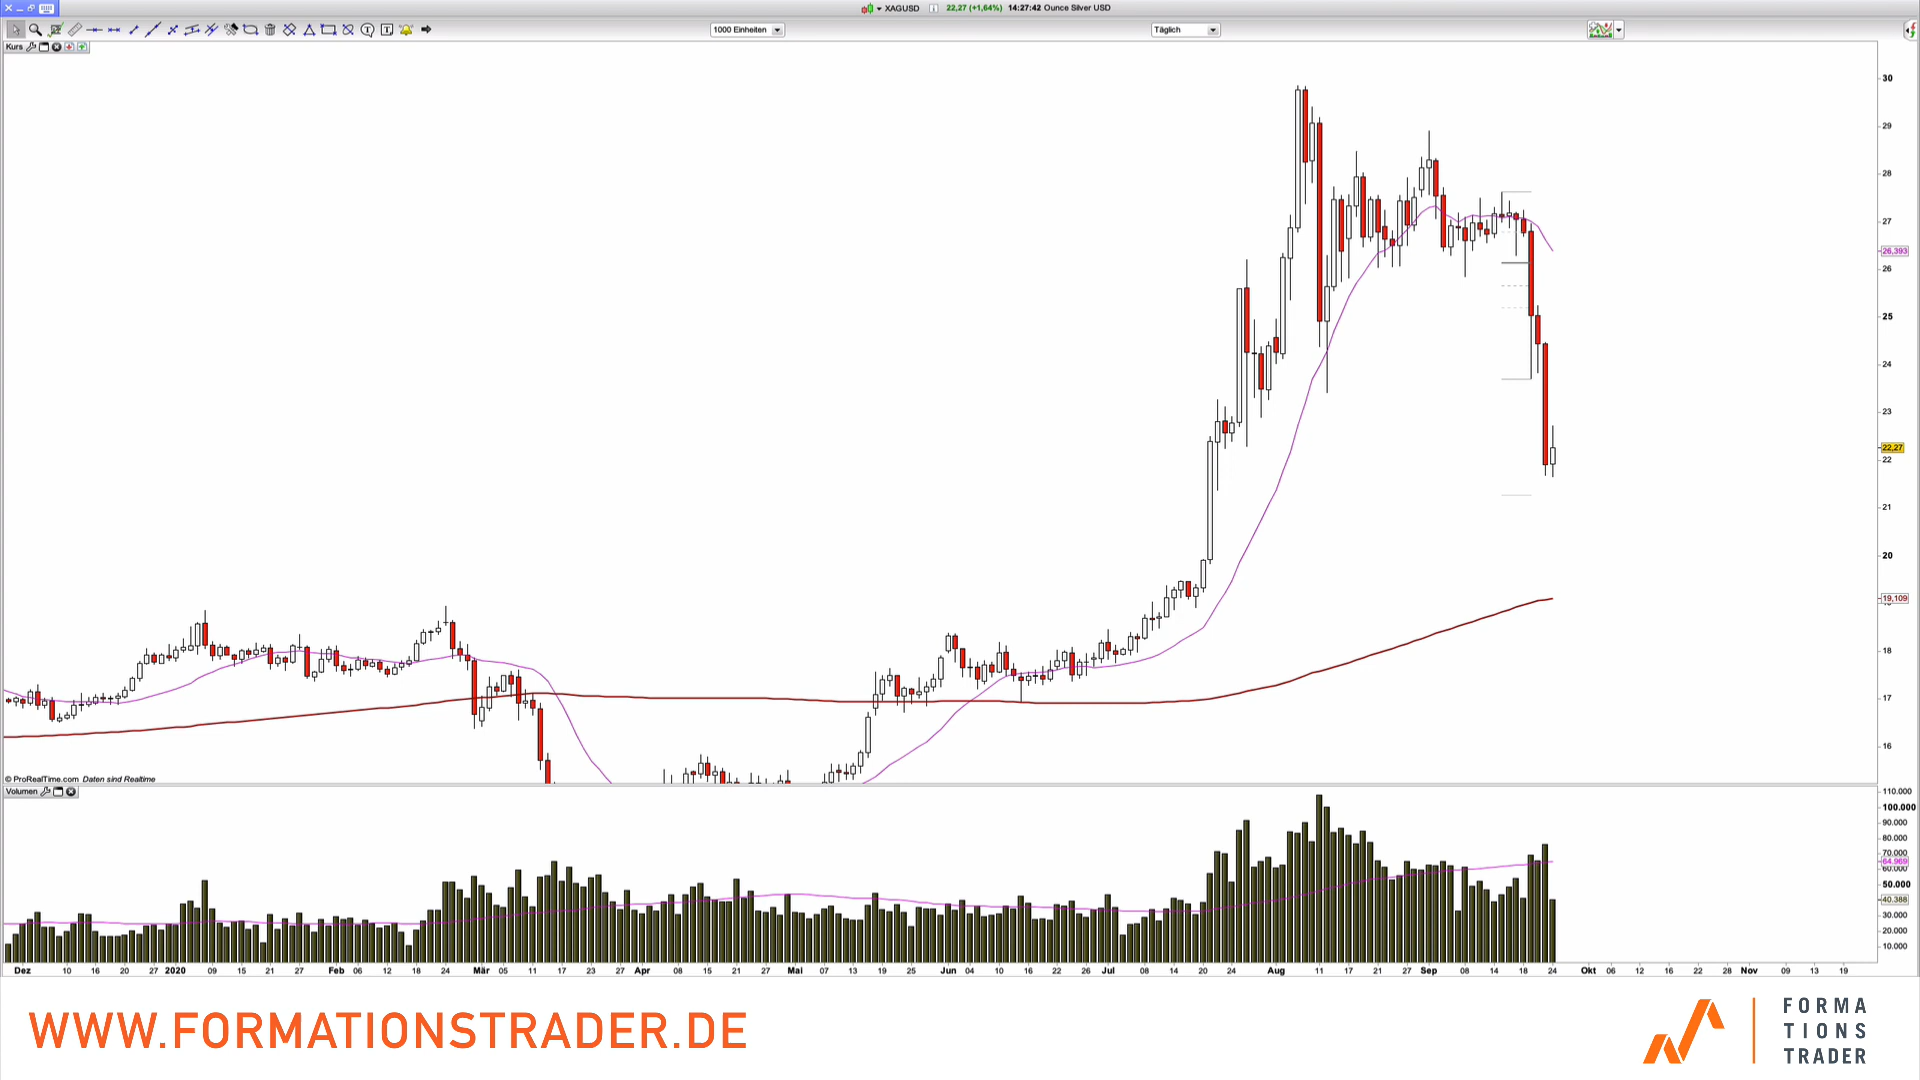 XAGUSD 22,27 (+1,64%) 14:27:42 Ounce Silver USD
1000 Einheiten
Täglich
Kurs
30
29
28
27
26,393
26
25
24
23
22,27
22
21
20
19,109
18
17
16
© ProRealTime.com Daten sind Realtime
Volumen
110.000
100.000
90.000
80.000
70.000
64.969
60.000
50.000
40.388
30.000
20.000
10.000
Dez 10 16 20 27 2020 09 15 21 27 Feb 06 12 18 24 Mär 05 11 17 23 27 Apr 08 15 21 27 Mai 07 13 19 25 Jun 04 10 16 22 26 Jul 08 14 20 24 Aug 11 17 21 27 Sep 08 14 18 24 Okt 06 12 16 22 28 Nov 09 13 19
WWW.FORMATIONSTRADER.DE
FORMA
TIONS
TRADER